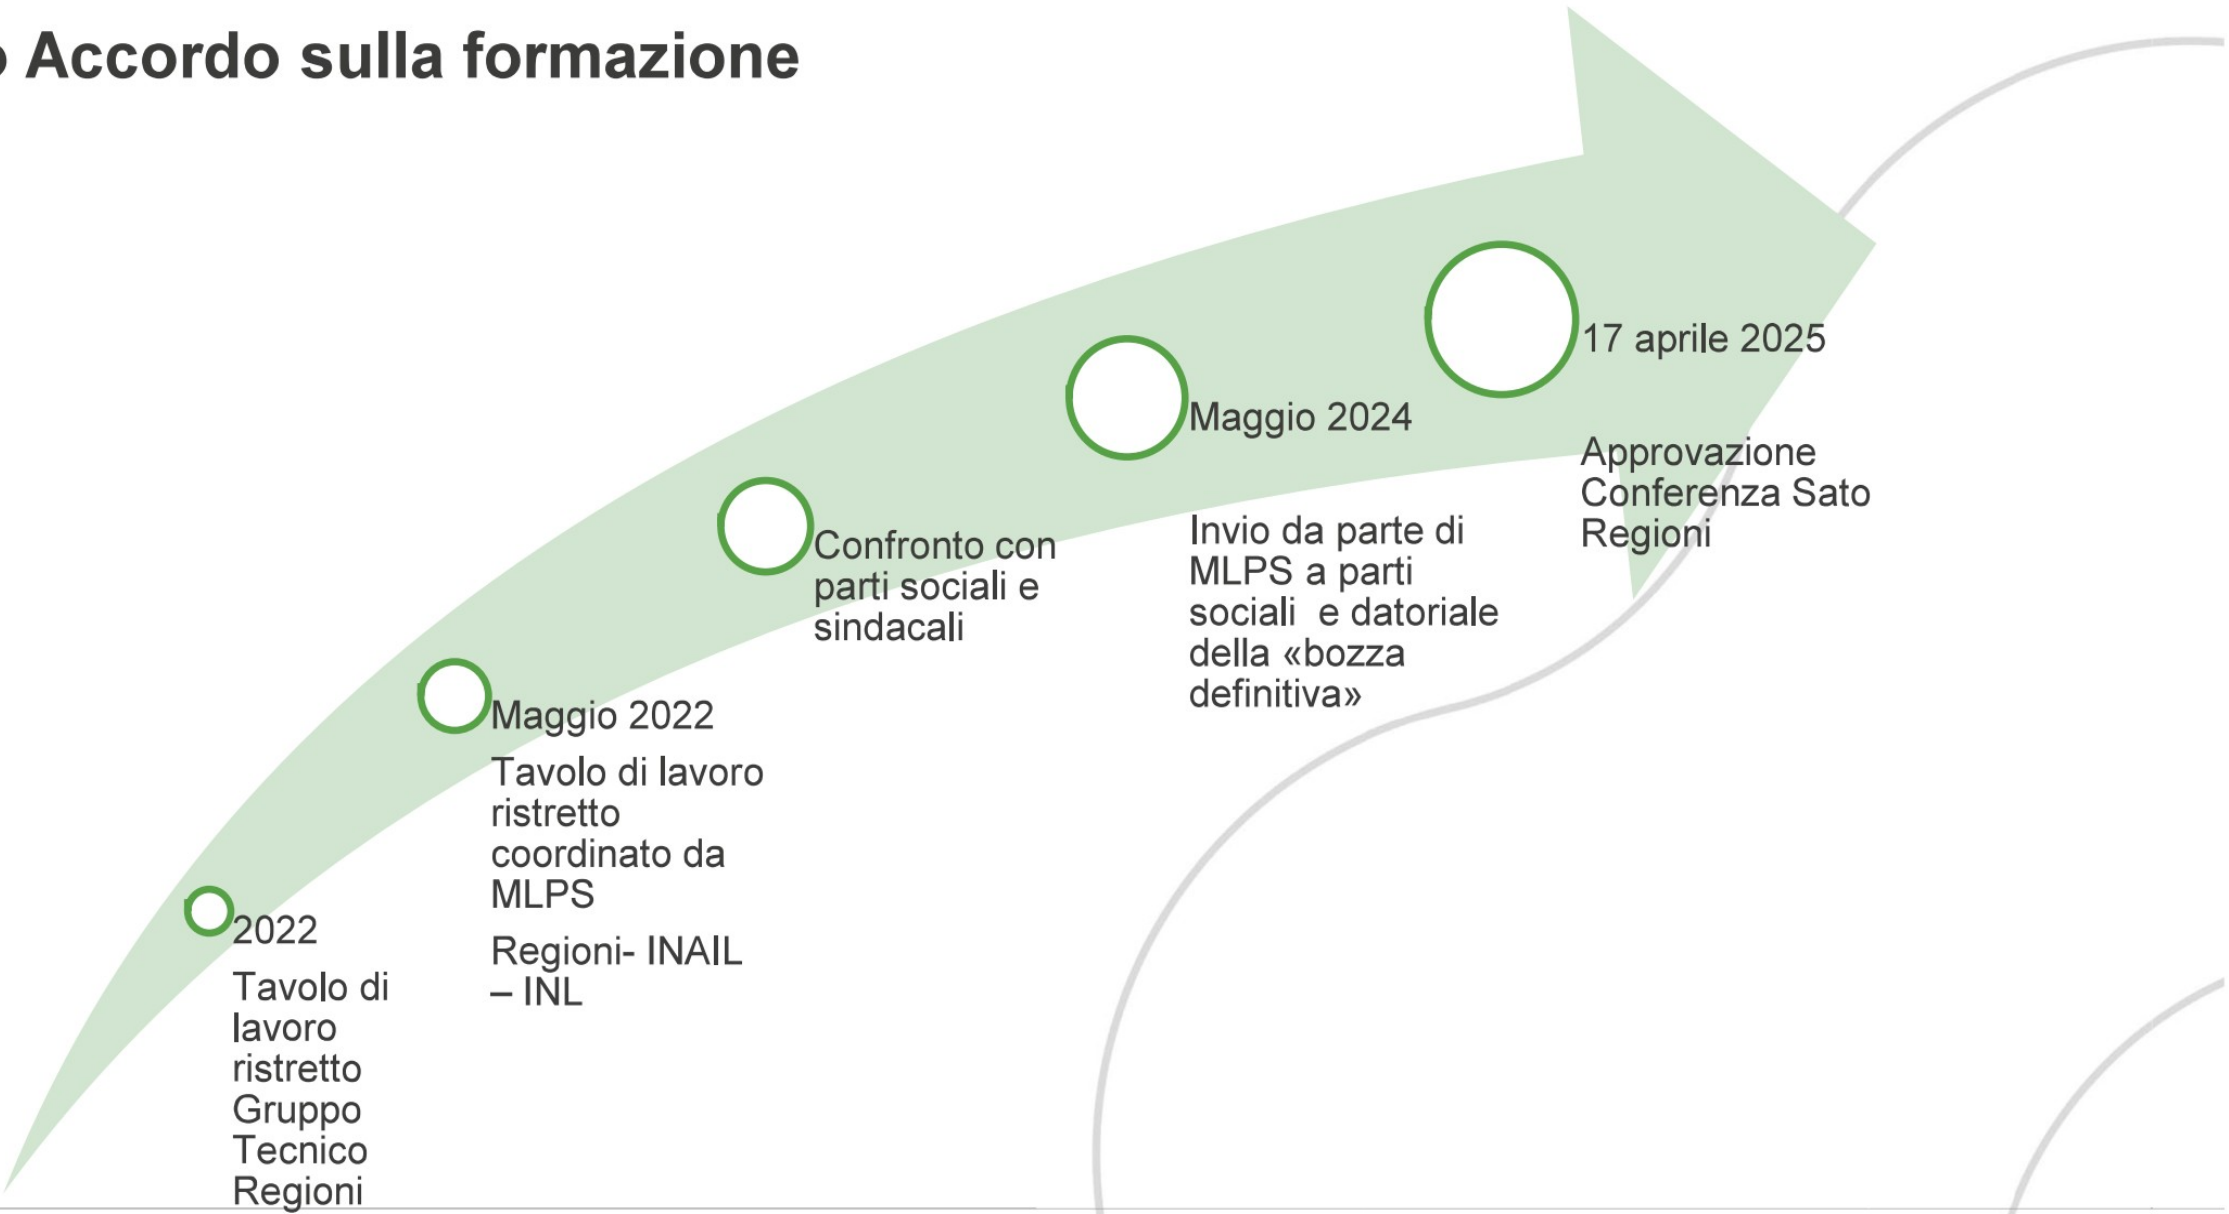 o Accordo sulla formazione
2022
Tavolo di
lavoro
ristretto
Gruppo
Tecnico
Regioni
Maggio 2022
Tavolo di lavoro
ristretto
coordinato da
MLPS
Regioni- INAIL
– INL
Confronto con
parti sociali e
sindacali
Maggio 2024
Invio da parte di
MLPS a parti
sociali  e datoriale
della «bozza
definitiva»
17 aprile 2025
Approvazione
Conferenza Sato
Regioni